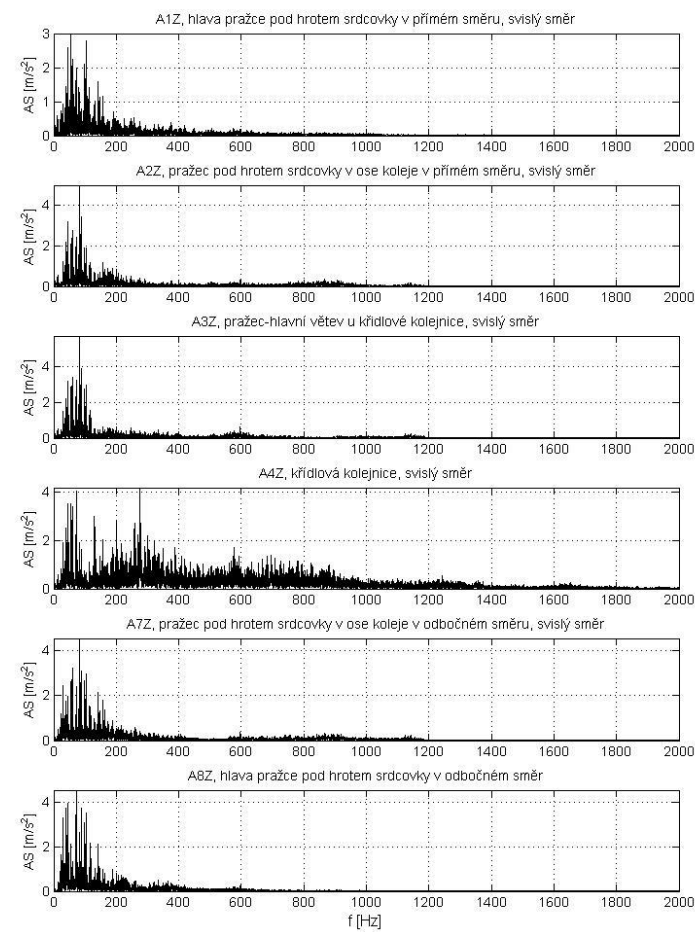 A1Z, hlava pražce pod hrotem srdcovky v přímém směru, svislý směr
AS [m/s²]
3
2
1
0
0 200 400 600 800 1000 1200 1400 1600 1800 2000
A2Z, pražec pod hrotem srdcovky v ose koleje v přímém směru, svislý směr
AS [m/s²]
4
2
0
0 200 400 600 800 1000 1200 1400 1600 1800 2000
A3Z, pražec-hlavní větev u křidlové kolejnice, svislý směr
AS [m/s²]
4
2
0
0 200 400 600 800 1000 1200 1400 1600 1800 2000
A4Z, křídlová kolejnice, svislý směr
AS [m/s²]
4
2
0
0 200 400 600 800 1000 1200 1400 1600 1800 2000
A7Z, pražec pod hrotem srdcovky v ose koleje v odbočném směru, svislý směr
AS [m/s²]
4
2
0
0 200 400 600 800 1000 1200 1400 1600 1800 2000
A8Z, hlava pražce pod hrotem srdcovky v odbočném směr
AS [m/s²]
4
2
0
0 200 400 600 800 1000 1200 1400 1600 1800 2000
f [Hz]